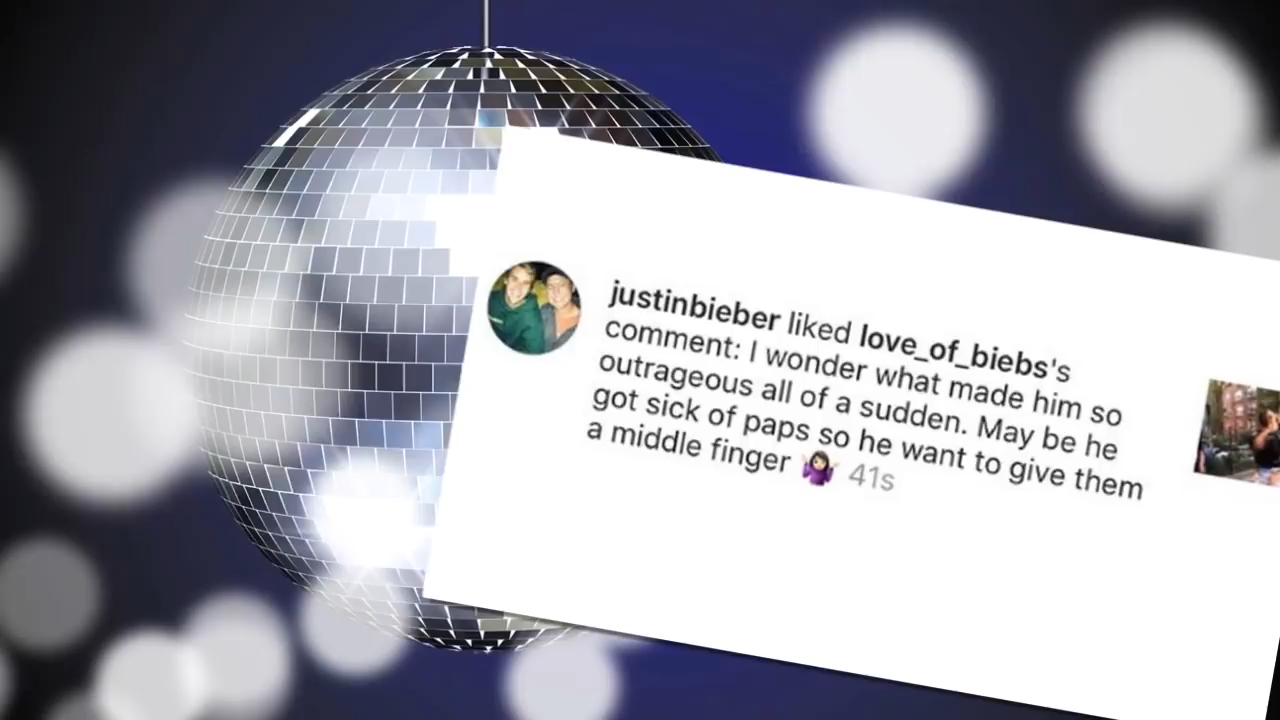 justinbieber liked love_of_biebs's
comment: I wonder what made him so
outrageous all of a sudden. May be he
got sick of paps so he want to give them
a middle finger 🤷🏻‍♀️ 41s